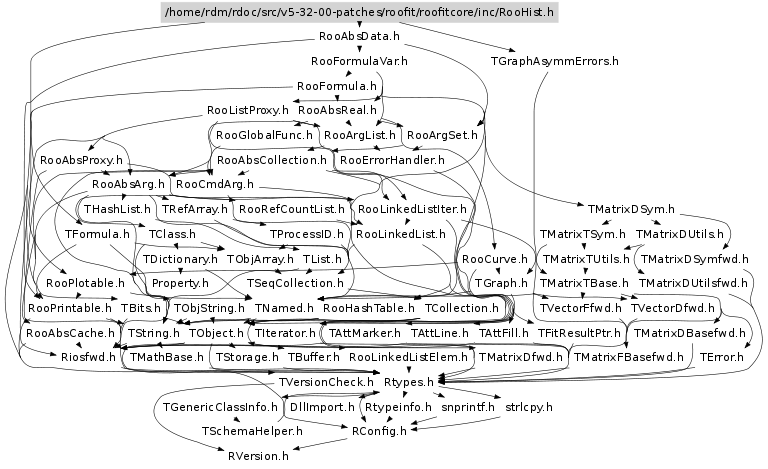 /home/rdm/rdoc/src/v5-32-00-patches/roofit/roofitcore/inc/RooHist.h
RooAbsData.h
RooFormulaVar.h TGraphAsymmErrors.h
RooFormula.h
RooListProxy.h RooAbsReal.h
RooGlobalFunc.h RooArgList.h RooArgSet.h
RooAbsProxy.h RooAbsCollection.h RooErrorHandler.h
RooAbsArg.h RooCmdArg.h
THashList.h TRefArray.h RooRefCountList.h RooLinkedListIter.h TMatrixDSym.h
TFormula.h TClass.h TProcessID.h RooLinkedList.h TMatrixTSym.h TMatrixDUtils.h
TDictionary.h TObjArray.h TList.h RooCurve.h TMatrixTUtils.h TMatrixDSymfwd.h
RooPlotable.h Property.h TSeqCollection.h TGraph.h TMatrixTBase.h TMatrixDUtilsfwd.h
RooPrintable.h TBits.h TObjString.h TNamed.h RooHashTable.h TCollection.h TVectorFfwd.h TVectorDfwd.h
RooAbsCache.h TString.h TObject.h TIterator.h TAttMarker.h TAttLine.h TAttFill.h TFitResultPtr.h TMatrixDBasefwd.h
Riosfwd.h TMathBase.h TStorage.h TBuffer.h RooLinkedListElem.h TMatrixDfwd.h TMatrixFBasefwd.h TError.h
TVersionCheck.h Rtypes.h
TGenericClassInfo.h DllImport.h Rtypeinfo.h snprintf.h strlcpy.h
TSchemaHelper.h RConfig.h
RVersion.h